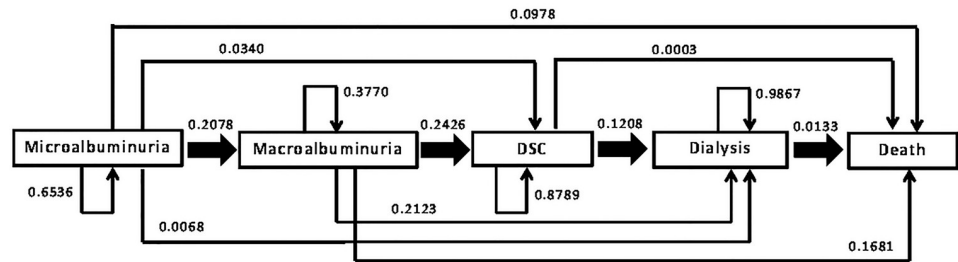 0.0978
0.0340
0.0003
0.3770
0.9867
0.2078
0.2426
0.1208
0.0133
Microalbuminuria
Macroalbuminuria
DSC
Dialysis
Death
0.6536
0.8789
0.2123
0.0068
0.1681